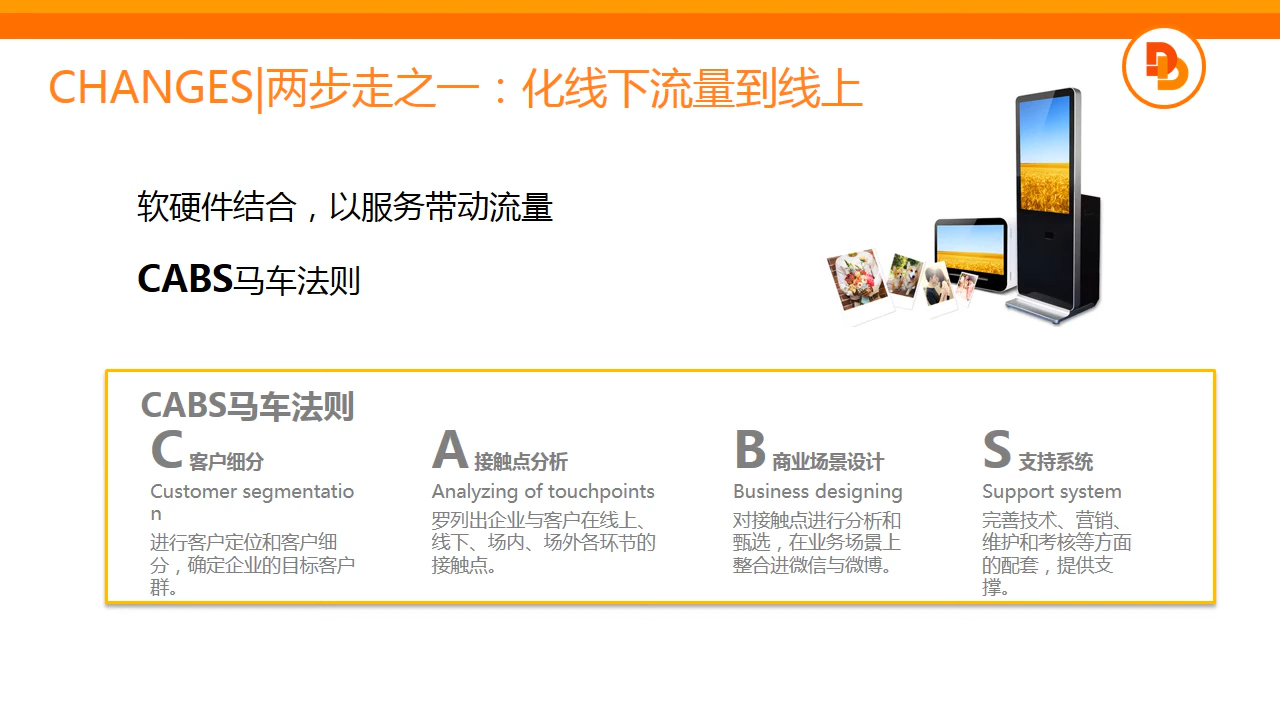 CHANGES|两步走之一：化线下流量到线上
软硬件结合，以服务带动流量
CABS马车法则
CABS马车法则
C 客户细分
Customer segmentatio
n
进行客户定位和客户细
分，确定企业的目标客户
群。
A 接触点分析
Analyzing of touchpoints
罗列出企业与客户在线上、
线下、场内、场外各环节的
接触点。
B 商业场景设计
Business designing
对接触点进行分析和
甄选，在业务场景上
整合进微信与微博。
S 支持系统
Support system
完善技术、营销、
维护和考核等方面
的配套，提供支
撑。